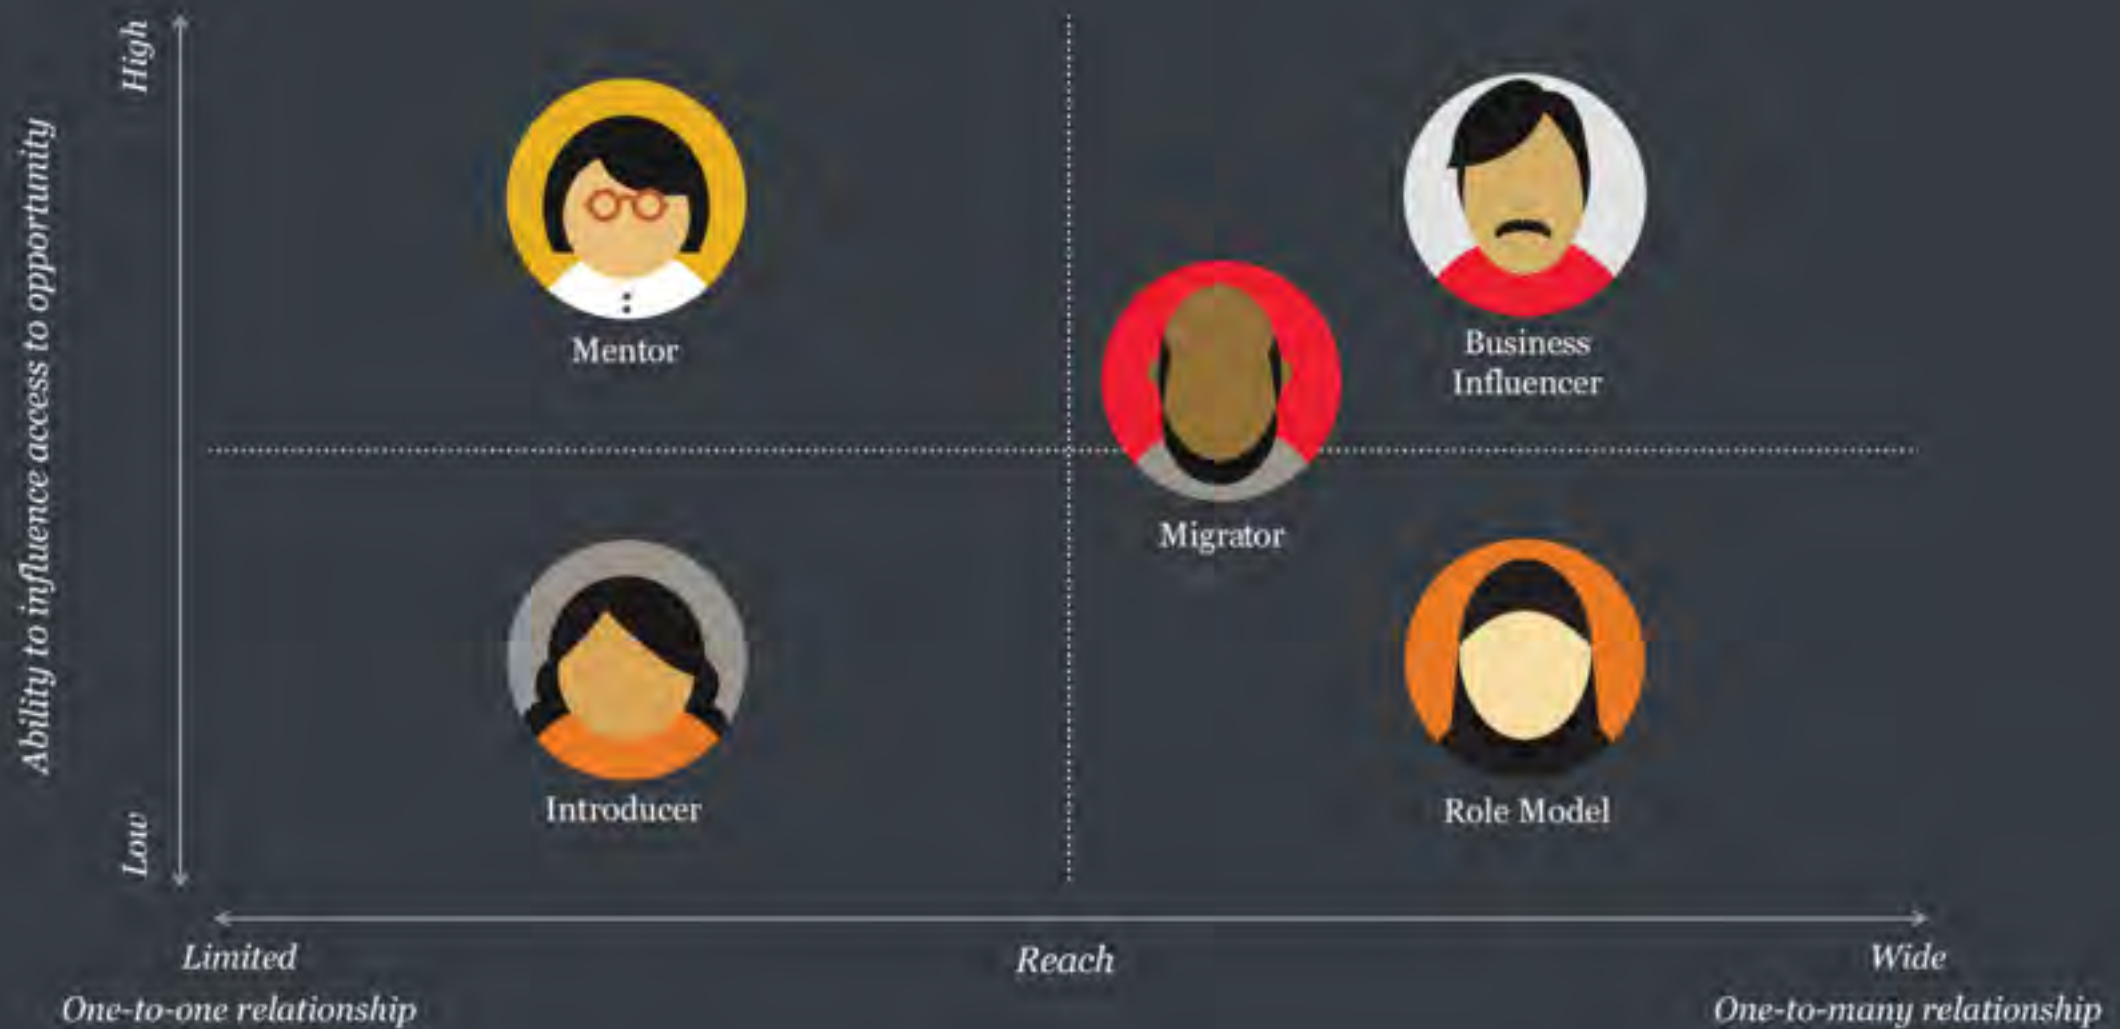 High
Ability to influence access to opportunity
Mentor
Business
Influencer
Migrator
Introducer
Role Model
Low
Limited
Reach
Wide
One-to-one relationship
One-to-many relationship